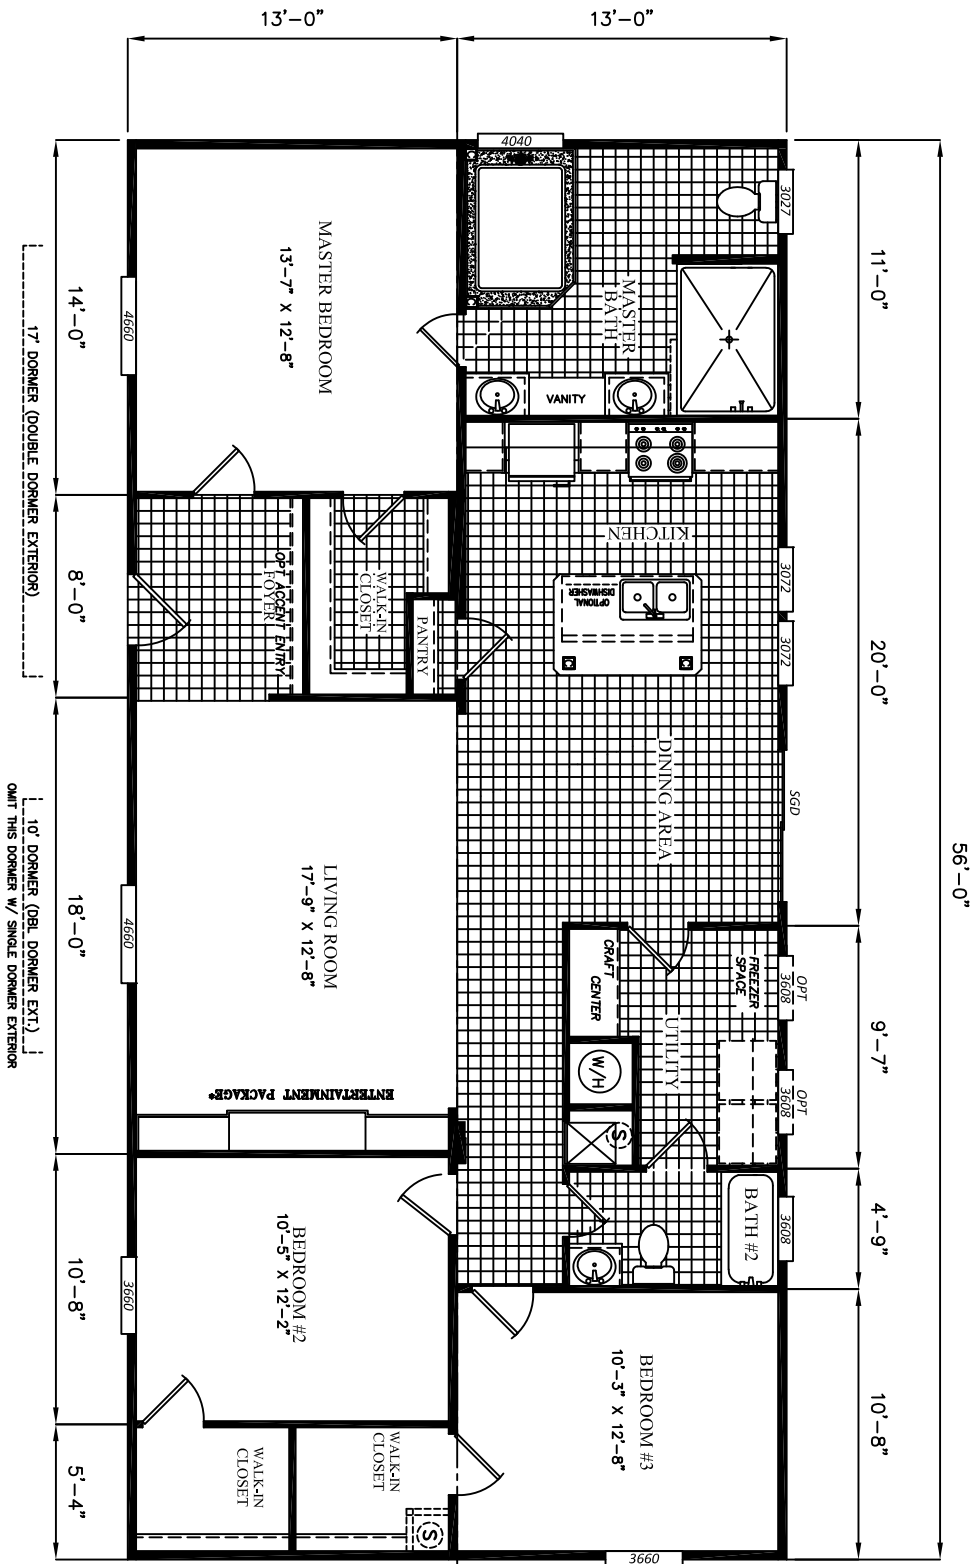 13'-0"
13'-0"
56'-0"
11'-0"
20'-0"
9'-7"
4'-9"
10'-8"
4040
3027
3072
3072
SGD
OPT
3608
OPT
3608
3608
3660
MASTER
BATH
VANITY
KITCHEN
OPTIONAL
DISHWASHER
DINING AREA
FREEZER
SPACE
UTILITY
CRAFT
CENTER
W/H
S
BATH #2
BEDROOM #3
10'-3" X 12'-8"
MASTER BEDROOM
13'-7" X 12'-8"
WALK-IN
CLOSET
PANTRY
OPT ACCENT ENTRY
FOYER
LIVING ROOM
17'-9" X 12'-8"
ENTERTAINMENT PACKAGE*
BEDROOM #2
10'-5" X 12'-2"
WALK-IN
CLOSET
S
WALK-IN
CLOSET
4660
4660
3660
14'-0"
8'-0"
18'-0"
10'-8"
5'-4"
17' DORMER (DOUBLE DORMER EXTERIOR)
10' DORMER (DBL DORMER EXT.)
OMIT THIS DORMER W/ SINGLE DORMER EXTERIOR